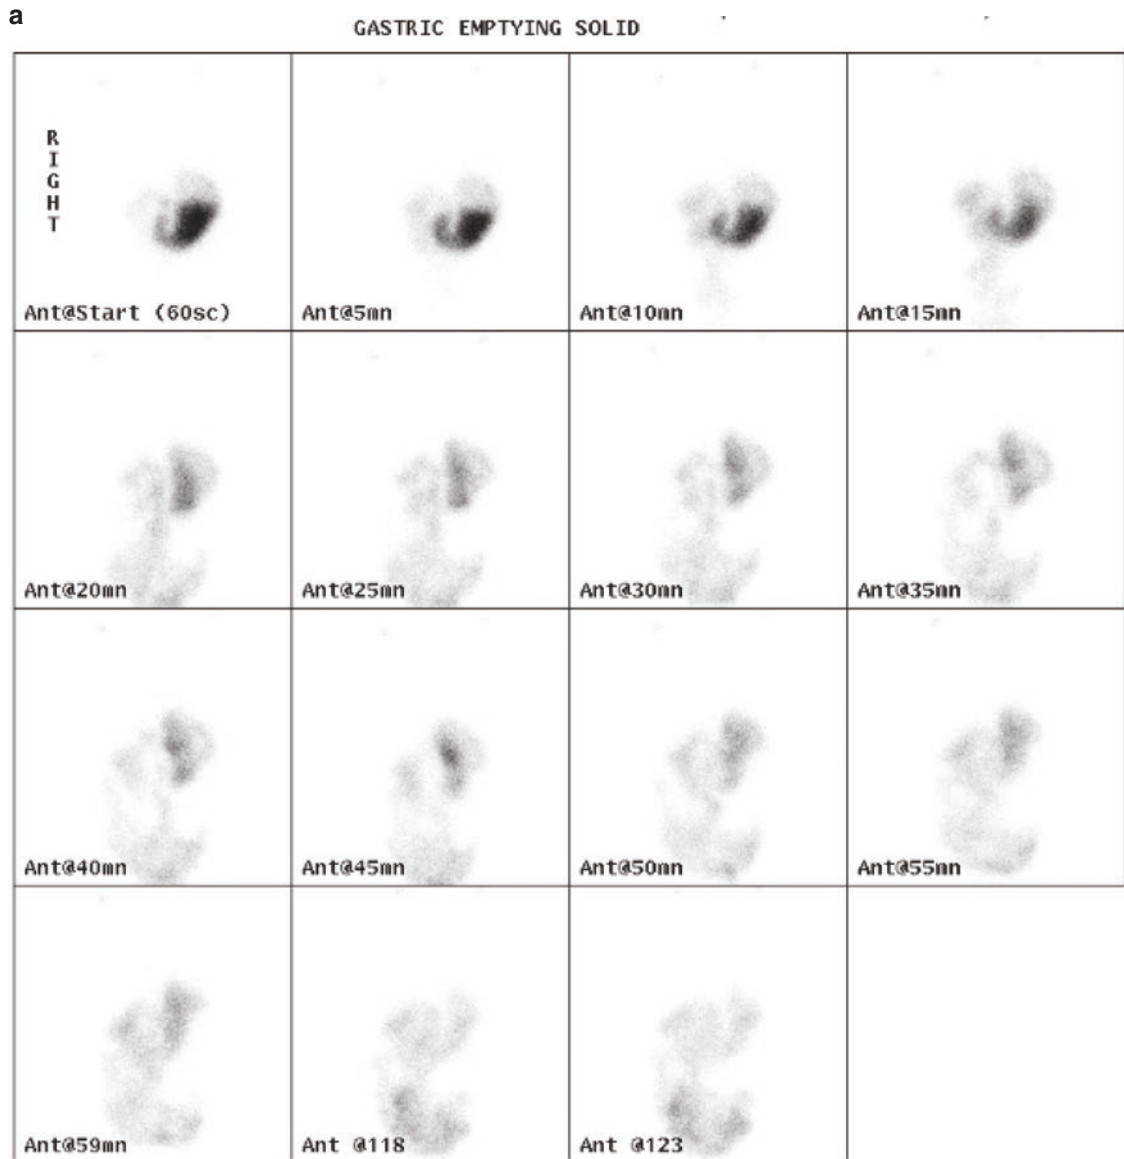 a
GASTRIC EMPTYING SOLID
RIGHT
Ant@Start (60sc)
Ant@5mn
Ant@10mn
Ant@15mn
Ant@20mn
Ant@25mn
Ant@30mn
Ant@35mn
Ant@40mn
Ant@45mn
Ant@50mn
Ant@55mn
Ant@59mn
Ant @118
Ant @123